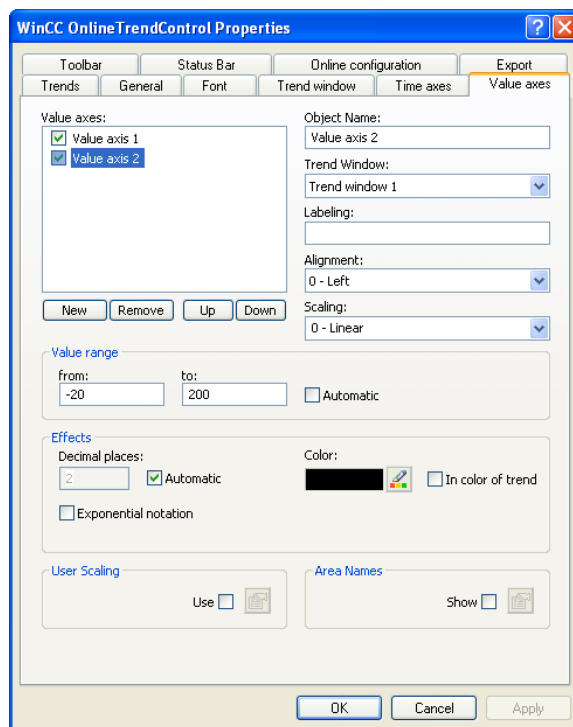 WinCC OnlineTrendControl Properties
Toolbar
Status Bar
Online configuration
Export
Trends
General
Font
Trend window
Time axes
Value axes
Value axes:
Value axis 1
Value axis 2
New
Remove
Up
Down
Object Name:
Value axis 2
Trend Window:
Trend window 1
Labeling:
Alignment:
0 - Left
Scaling:
0 - Linear
Value range
from:
-20
to:
200
Automatic
Effects
Decimal places:
2
Automatic
Exponential notation
Color:
In color of trend
User Scaling
Use
Area Names
Show
OK
Cancel
Apply